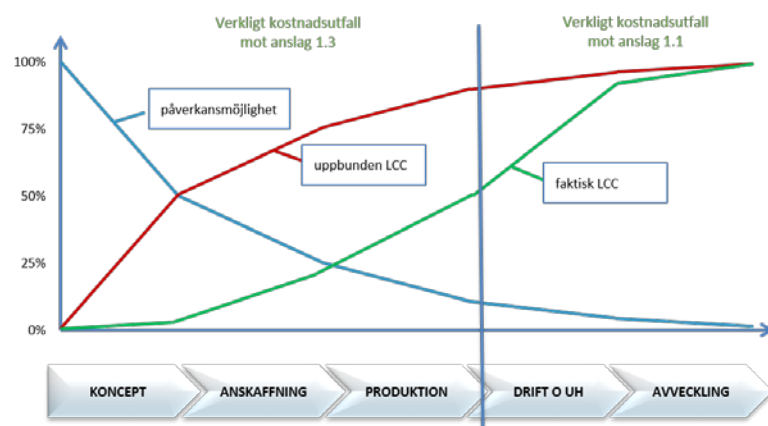 Verkligt kostnadsutfall
mot anslag 1.3
Verkligt kostnadsutfall
mot anslag 1.1
100%
75%
50%
25%
0%
påverkansmöjlighet
uppbunden LCC
faktisk LCC
KONCEPT
ANSKAFFNING
PRODUKTION
DRIFT O UH
AVVECKLING